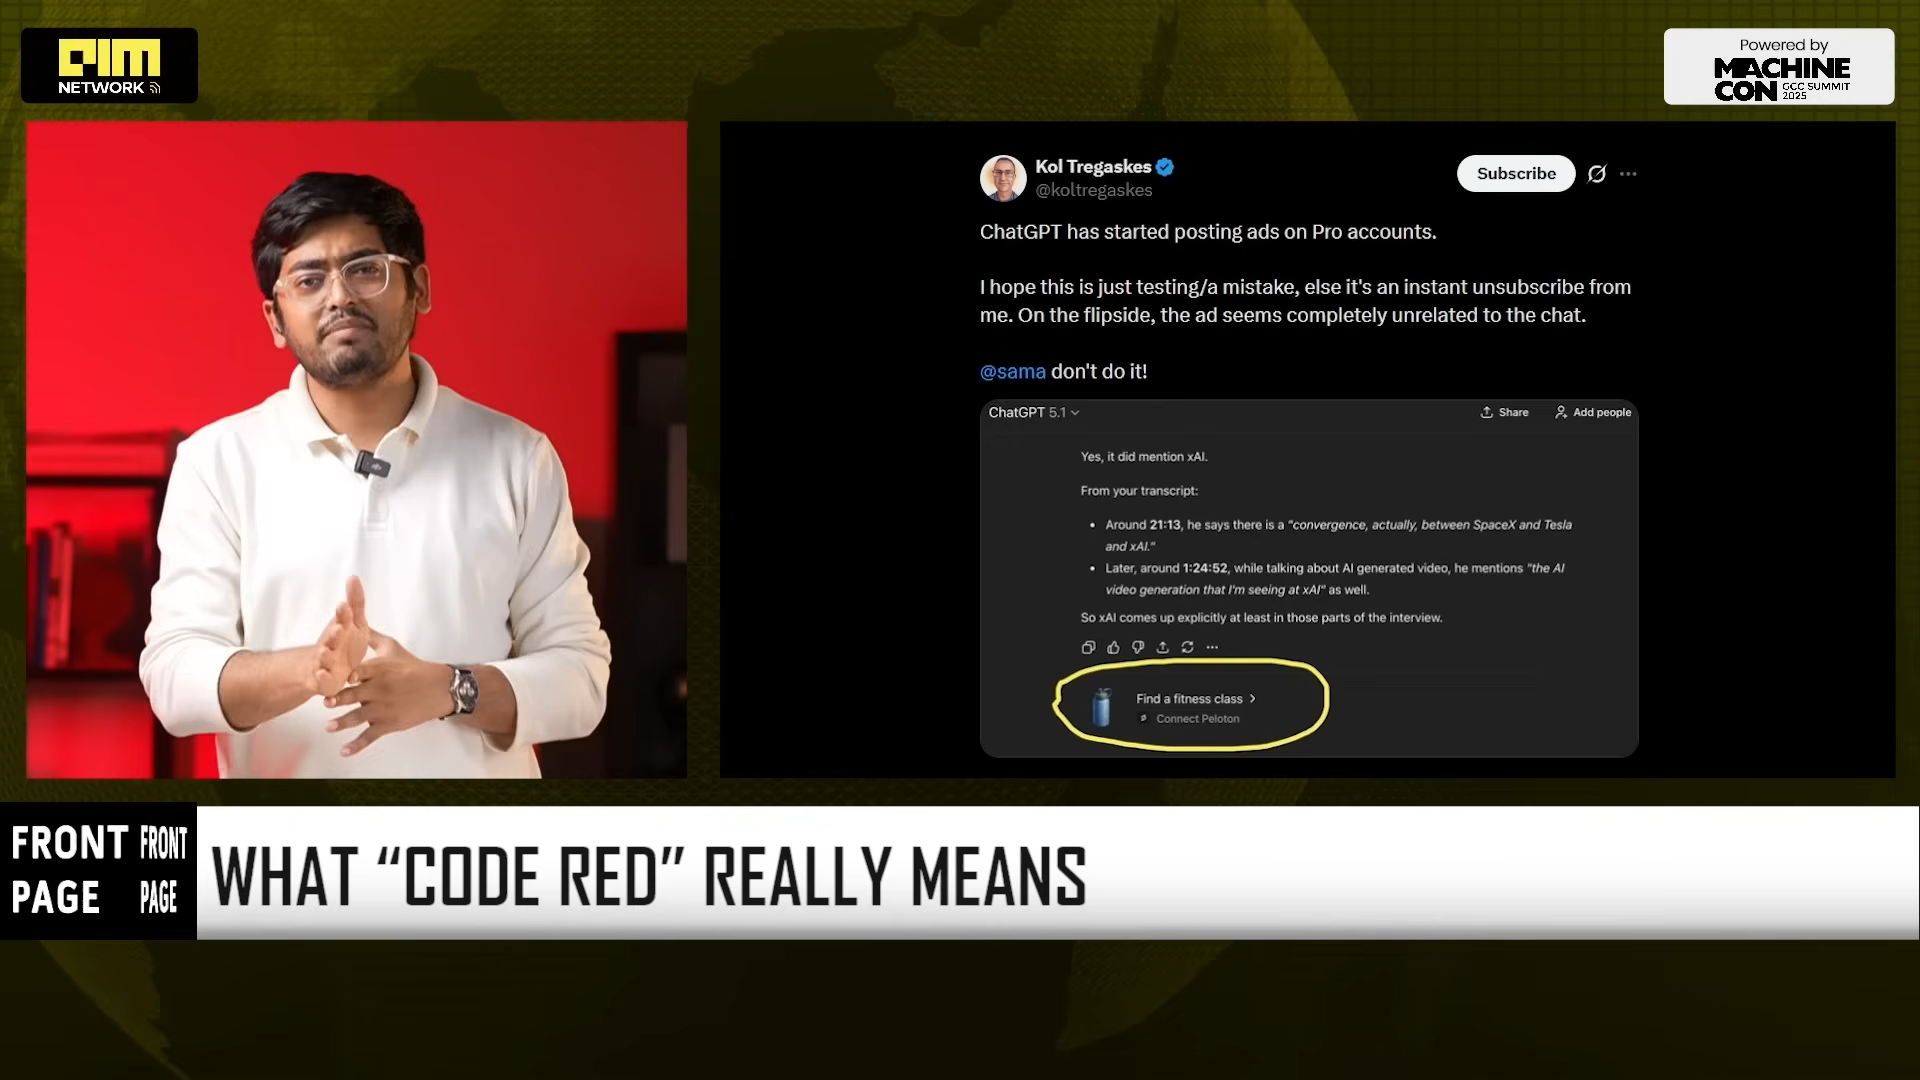 AIM
NETWORK
Powered by
MACHINE
CON GCC SUMMIT
2025
Kol Tregaskes
@koltregaskes
Subscribe
ChatGPT has started posting ads on Pro accounts.
I hope this is just testing/a mistake, else it's an instant unsubscribe from
me. On the flipside, the ad seems completely unrelated to the chat.
@sama don't do it!
ChatGPT 5.1
Share
Add people
Yes, it did mention xAI.
From your transcript:
• Around 21:13, he says there is a "convergence, actually, between SpaceX and Tesla
and xAI."
• Later, around 1:24:52, while talking about AI generated video, he mentions "the AI
video generation that I'm seeing at xAI" as well.
So xAI comes up explicitly at least in those parts of the interview.
Find a fitness class
Connect Peloton
FRONT
PAGE
FRONT
PAGE
WHAT “CODE RED” REALLY MEANS